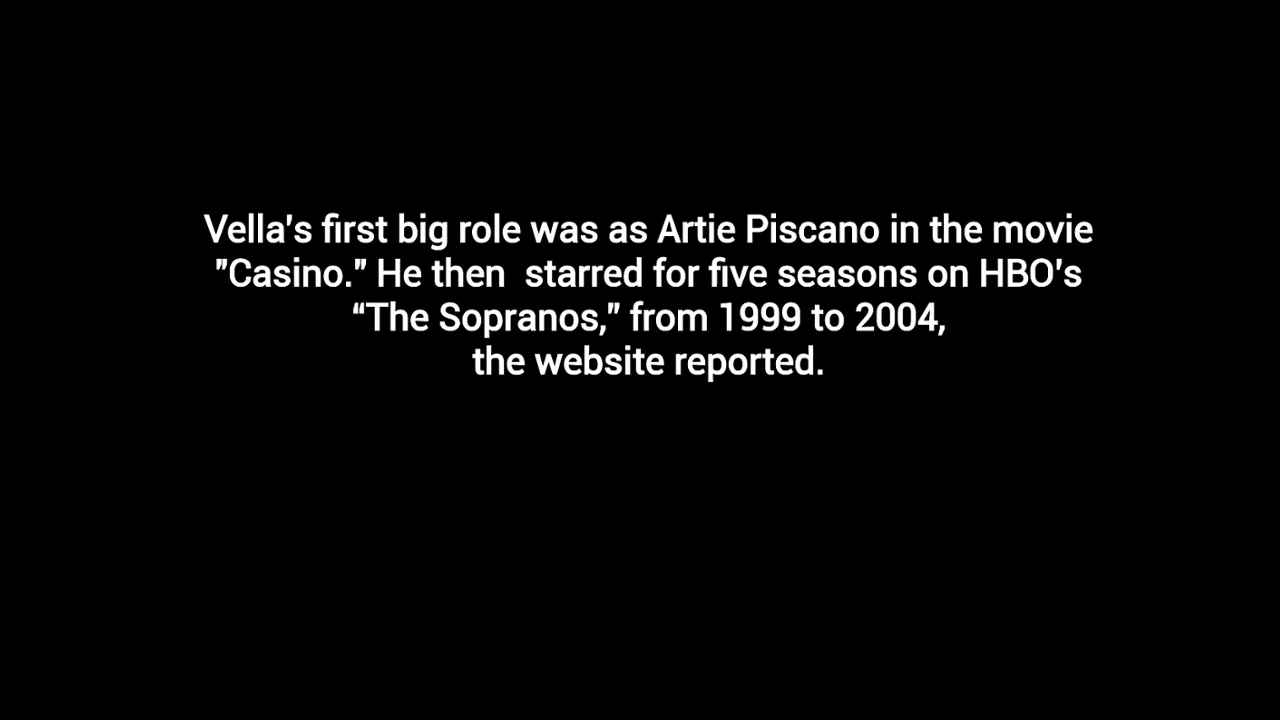 Vella's first big role was as Artie Piscano in the movie
"Casino." He then  starred for five seasons on HBO's
“The Sopranos,” from 1999 to 2004,
the website reported.